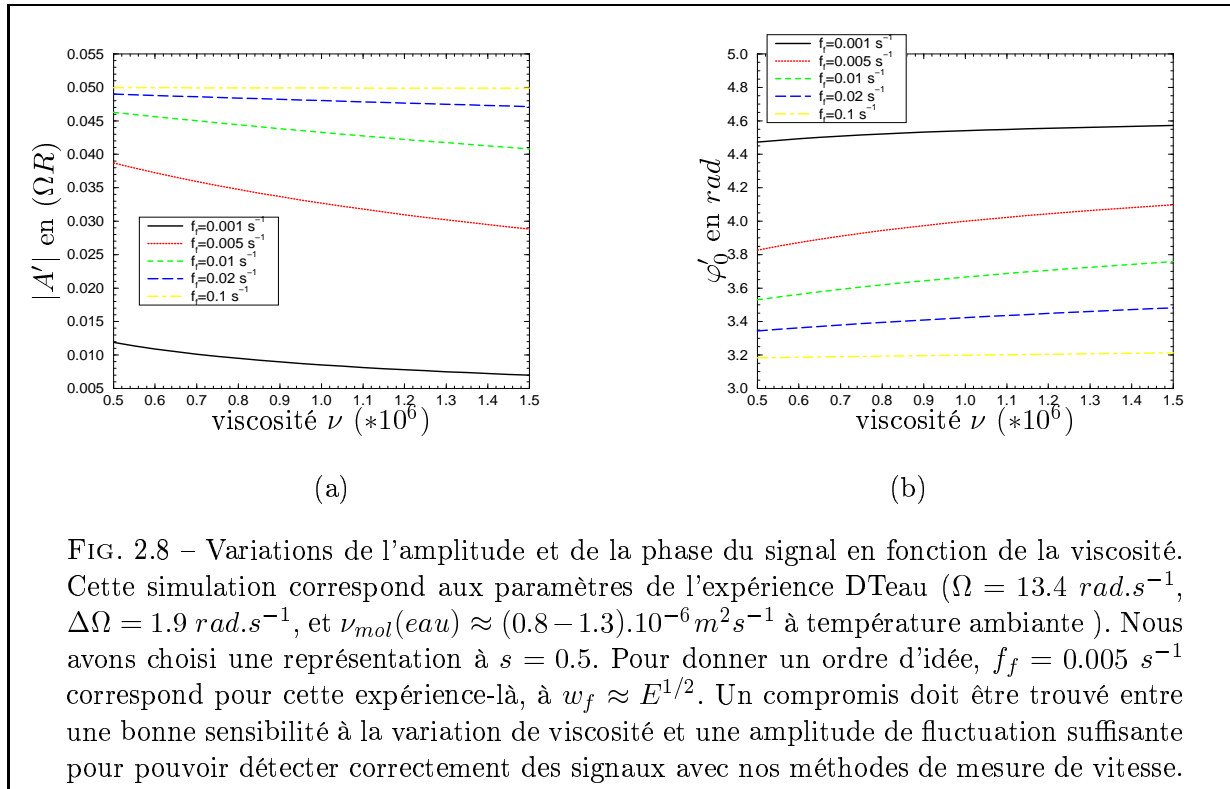 0.055
0.050
0.045
0.040
0.035
0.030
0.025
0.020
0.015
0.010
0.005
|A′| en (ΩR)
f_f=0.001 s⁻¹
f_f=0.005 s⁻¹
f_f=0.01 s⁻¹
f_f=0.02 s⁻¹
f_f=0.1 s⁻¹
0.5 0.6 0.7 0.8 0.9 1.0 1.1 1.2 1.3 1.4 1.5
viscosité ν (∗10⁶)
(a)
5.0
4.8
4.6
4.4
4.2
4.0
3.8
3.6
3.4
3.2
3.0
φ′₀ en rad
f_f=0.001 s⁻¹
f_f=0.005 s⁻¹
f_f=0.01 s⁻¹
f_f=0.02 s⁻¹
f_f=0.1 s⁻¹
0.5 0.6 0.7 0.8 0.9 1.0 1.1 1.2 1.3 1.4 1.5
viscosité ν (∗10⁶)
(b)
FIG. 2.8 – Variations de l'amplitude et de la phase du signal en fonction de la viscosité.
Cette simulation correspond aux paramètres de l'expérience DTeau (Ω = 13.4 rad.s⁻¹,
ΔΩ = 1.9 rad.s⁻¹, et ν_mol(eau) ≈ (0.8−1.3).10⁻⁶m²s⁻¹ à température ambiante ). Nous
avons choisi une représentation à s = 0.5. Pour donner un ordre d'idée, f_f = 0.005 s⁻¹
correspond pour cette expérience-là, à w_f ≈ E^{1/2}. Un compromis doit être trouvé entre
une bonne sensibilité à la variation de viscosité et une amplitude de fluctuation suffisante
pour pouvoir détecter correctement des signaux avec nos méthodes de mesure de vitesse.